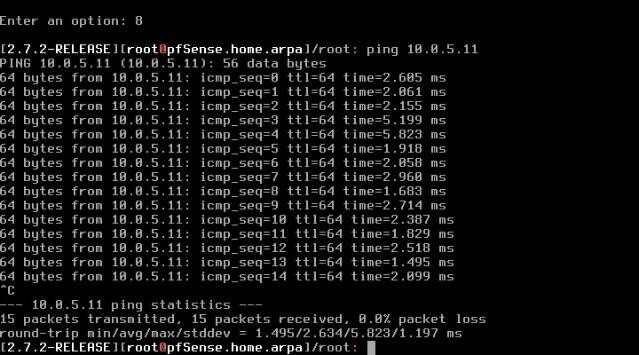 Enter an option: 8
[2.7.2-RELEASE][root@pfSense.home.arpa]/root: ping 10.0.5.11
PING 10.0.5.11 (10.0.5.11): 56 data bytes
64 bytes from 10.0.5.11: icmp_seq=0 ttl=64 time=2.605 ms
64 bytes from 10.0.5.11: icmp_seq=1 ttl=64 time=2.061 ms
64 bytes from 10.0.5.11: icmp_seq=2 ttl=64 time=2.155 ms
64 bytes from 10.0.5.11: icmp_seq=3 ttl=64 time=5.199 ms
64 bytes from 10.0.5.11: icmp_seq=4 ttl=64 time=5.823 ms
64 bytes from 10.0.5.11: icmp_seq=5 ttl=64 time=1.918 ms
64 bytes from 10.0.5.11: icmp_seq=6 ttl=64 time=2.058 ms
64 bytes from 10.0.5.11: icmp_seq=7 ttl=64 time=2.960 ms
64 bytes from 10.0.5.11: icmp_seq=8 ttl=64 time=1.683 ms
64 bytes from 10.0.5.11: icmp_seq=9 ttl=64 time=2.714 ms
64 bytes from 10.0.5.11: icmp_seq=10 ttl=64 time=2.387 ms
64 bytes from 10.0.5.11: icmp_seq=11 ttl=64 time=1.829 ms
64 bytes from 10.0.5.11: icmp_seq=12 ttl=64 time=2.518 ms
64 bytes from 10.0.5.11: icmp_seq=13 ttl=64 time=1.495 ms
64 bytes from 10.0.5.11: icmp_seq=14 ttl=64 time=2.099 ms
^C
--- 10.0.5.11 ping statistics ---
15 packets transmitted, 15 packets received, 0.0% packet loss
round-trip min/avg/max/stddev = 1.495/2.634/5.823/1.197 ms
[2.7.2-RELEASE][root@pfSense.home.arpa]/root: